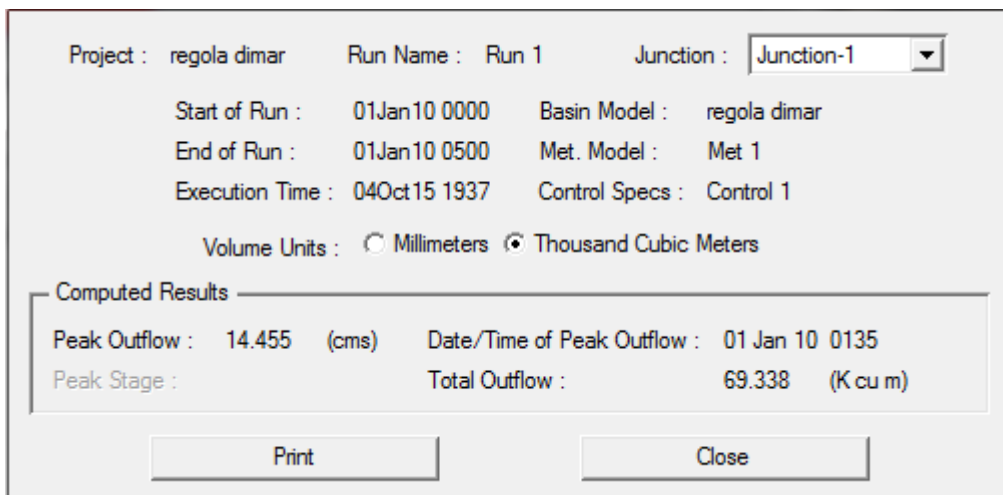 Project : regola dimar Run Name : Run 1 Junction : Junction-1
Start of Run : 01Jan10 0000 Basin Model : regola dimar
End of Run : 01Jan10 0500 Met. Model : Met 1
Execution Time : 04Oct15 1937 Control Specs : Control 1
Volume Units : Millimeters Thousand Cubic Meters
Computed Results
Peak Outflow : 14.455 (cms) Date/Time of Peak Outflow : 01 Jan 10 0135
Peak Stage : Total Outflow : 69.338 (K cu m)
Print Close